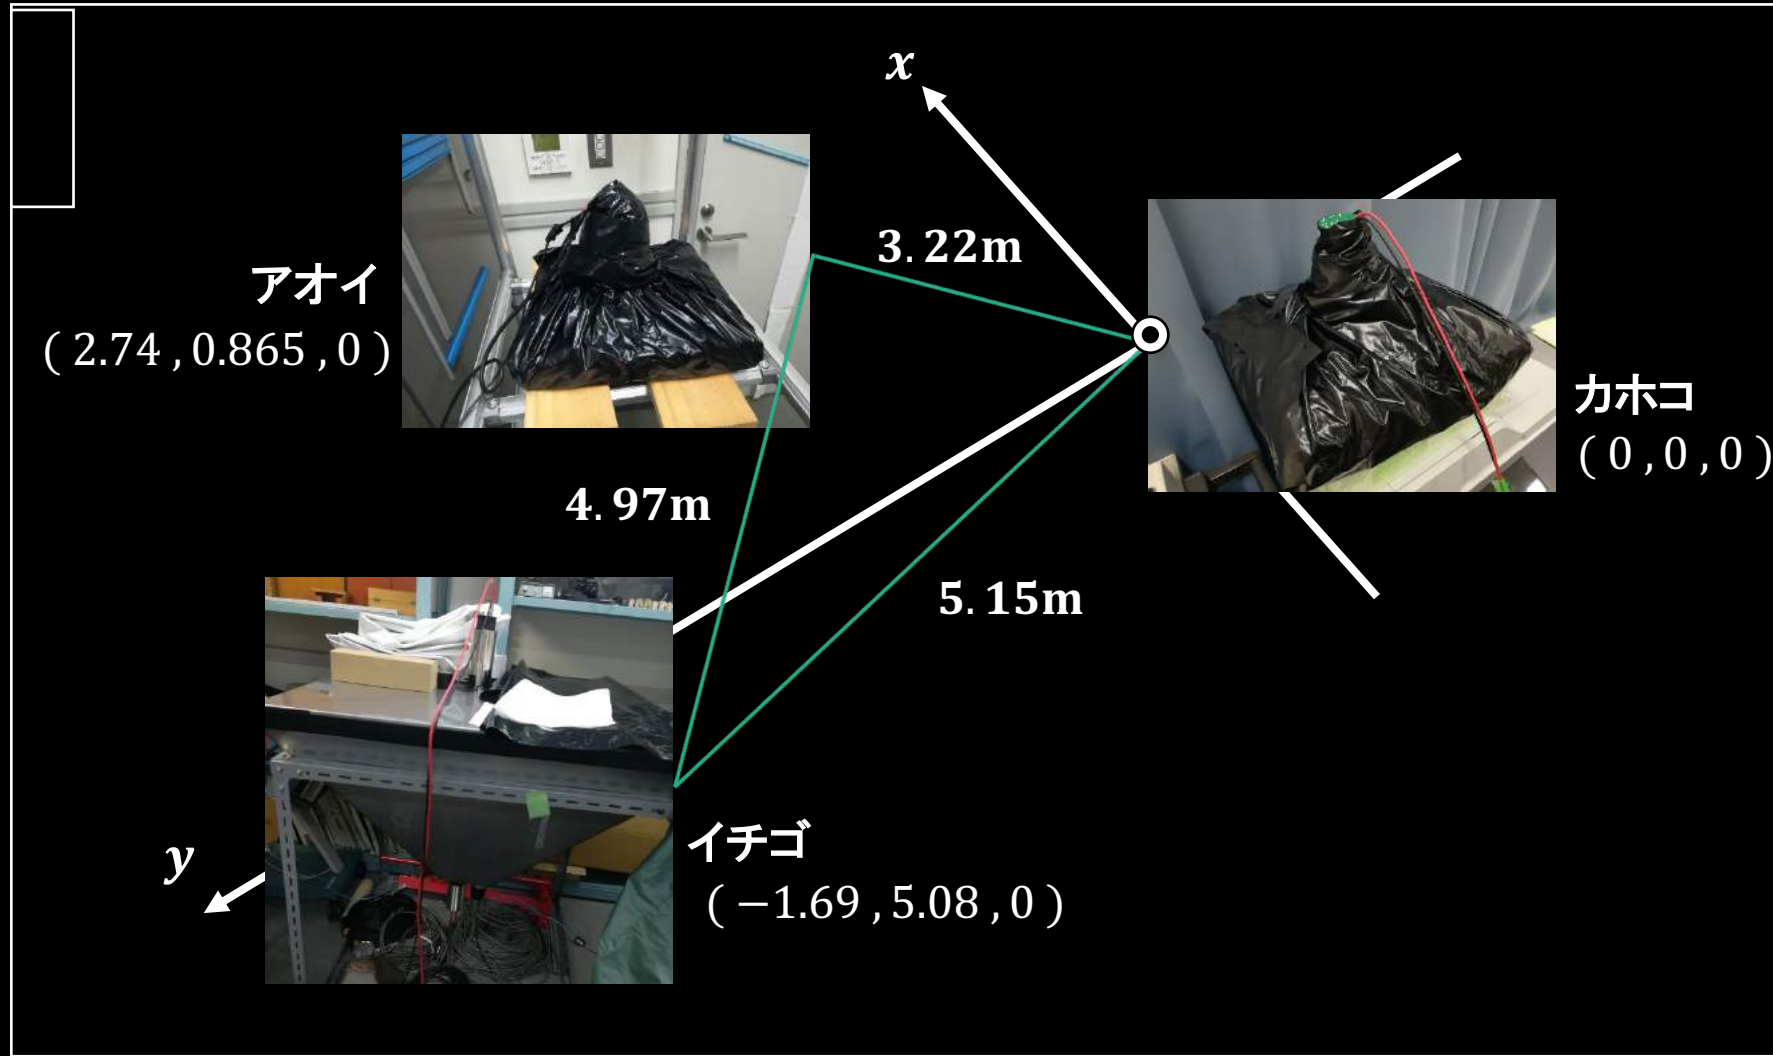 x
3.22m
アオイ
( 2.74 , 0.865 , 0 )
カホコ
( 0 , 0 , 0 )
4.97m
5.15m
イチゴ
y
( −1.69 , 5.08 , 0 )